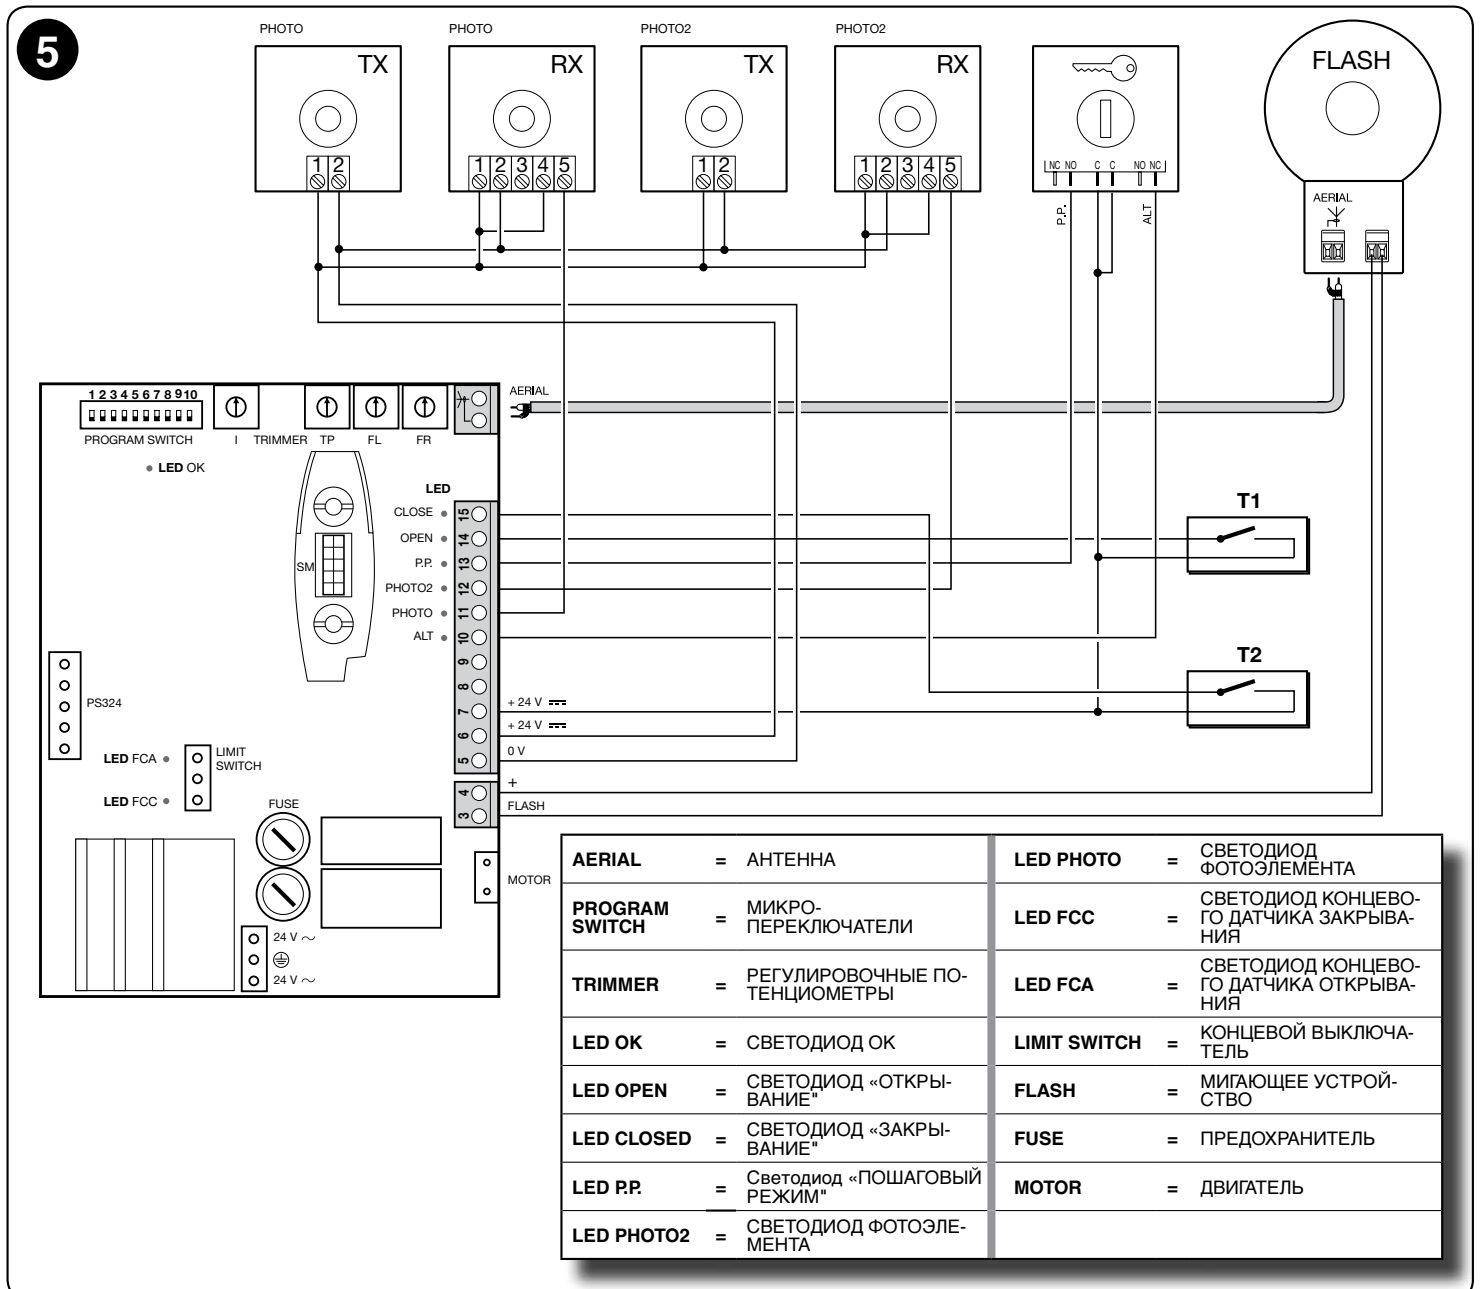 5
PHOTO
PHOTO
PHOTO2
PHOTO2
TX
RX
TX
RX
FLASH
1 2
1 2 3 4 5
1 2
1 2 3 4 5
NC NO C C NO NC
P.P.
ALT
AERIAL
1 2 3 4 5 6 7 8 9 10
PROGRAM SWITCH
I TRIMMER TP FL FR
AERIAL
LED OK
LED
CLOSE 15
OPEN 14
P.P. 13
PHOTO2 12
PHOTO 11
ALT 10
9
8
7 + 24 V
6 + 24 V
5 0 V
4 +
3 FLASH
SM
T1
T2
PS324
LED FCA
LIMIT
SWITCH
LED FCC
FUSE
MOTOR
24 V ~
24 V ~
AERIAL = АНТЕННА
PROGRAM
SWITCH
= МИКРО-
ПЕРЕКЛЮЧАТЕЛИ
TRIMMER = РЕГУЛИРОВОЧНЫЕ ПО-
ТЕНЦИОМЕТРЫ
LED OK = СВЕТОДИОД ОК
LED OPEN = СВЕТОДИОД «ОТКРЫ-
ВАНИЕ"
LED CLOSED = СВЕТОДИОД «ЗАКРЫ-
ВАНИЕ"
LED P.P. = Светодиод «ПОШАГОВЫЙ
РЕЖИМ"
LED PHOTO2 = СВЕТОДИОД ФОТОЭЛЕ-
МЕНТА
LED PHOTO = СВЕТОДИОД
ФОТОЭЛЕМЕНТА
LED FCC = СВЕТОДИОД КОНЦЕВО-
ГО ДАТЧИКА ЗАКРЫВА-
НИЯ
LED FCA = СВЕТОДИОД КОНЦЕВО-
ГО ДАТЧИКА ОТКРЫВА-
НИЯ
LIMIT SWITCH = КОНЦЕВОЙ ВЫКЛЮЧА-
ТЕЛЬ
FLASH = МИГАЮЩЕЕ УСТРОЙ-
СТВО
FUSE = ПРЕДОХРАНИТЕЛЬ
MOTOR = ДВИГАТЕЛЬ